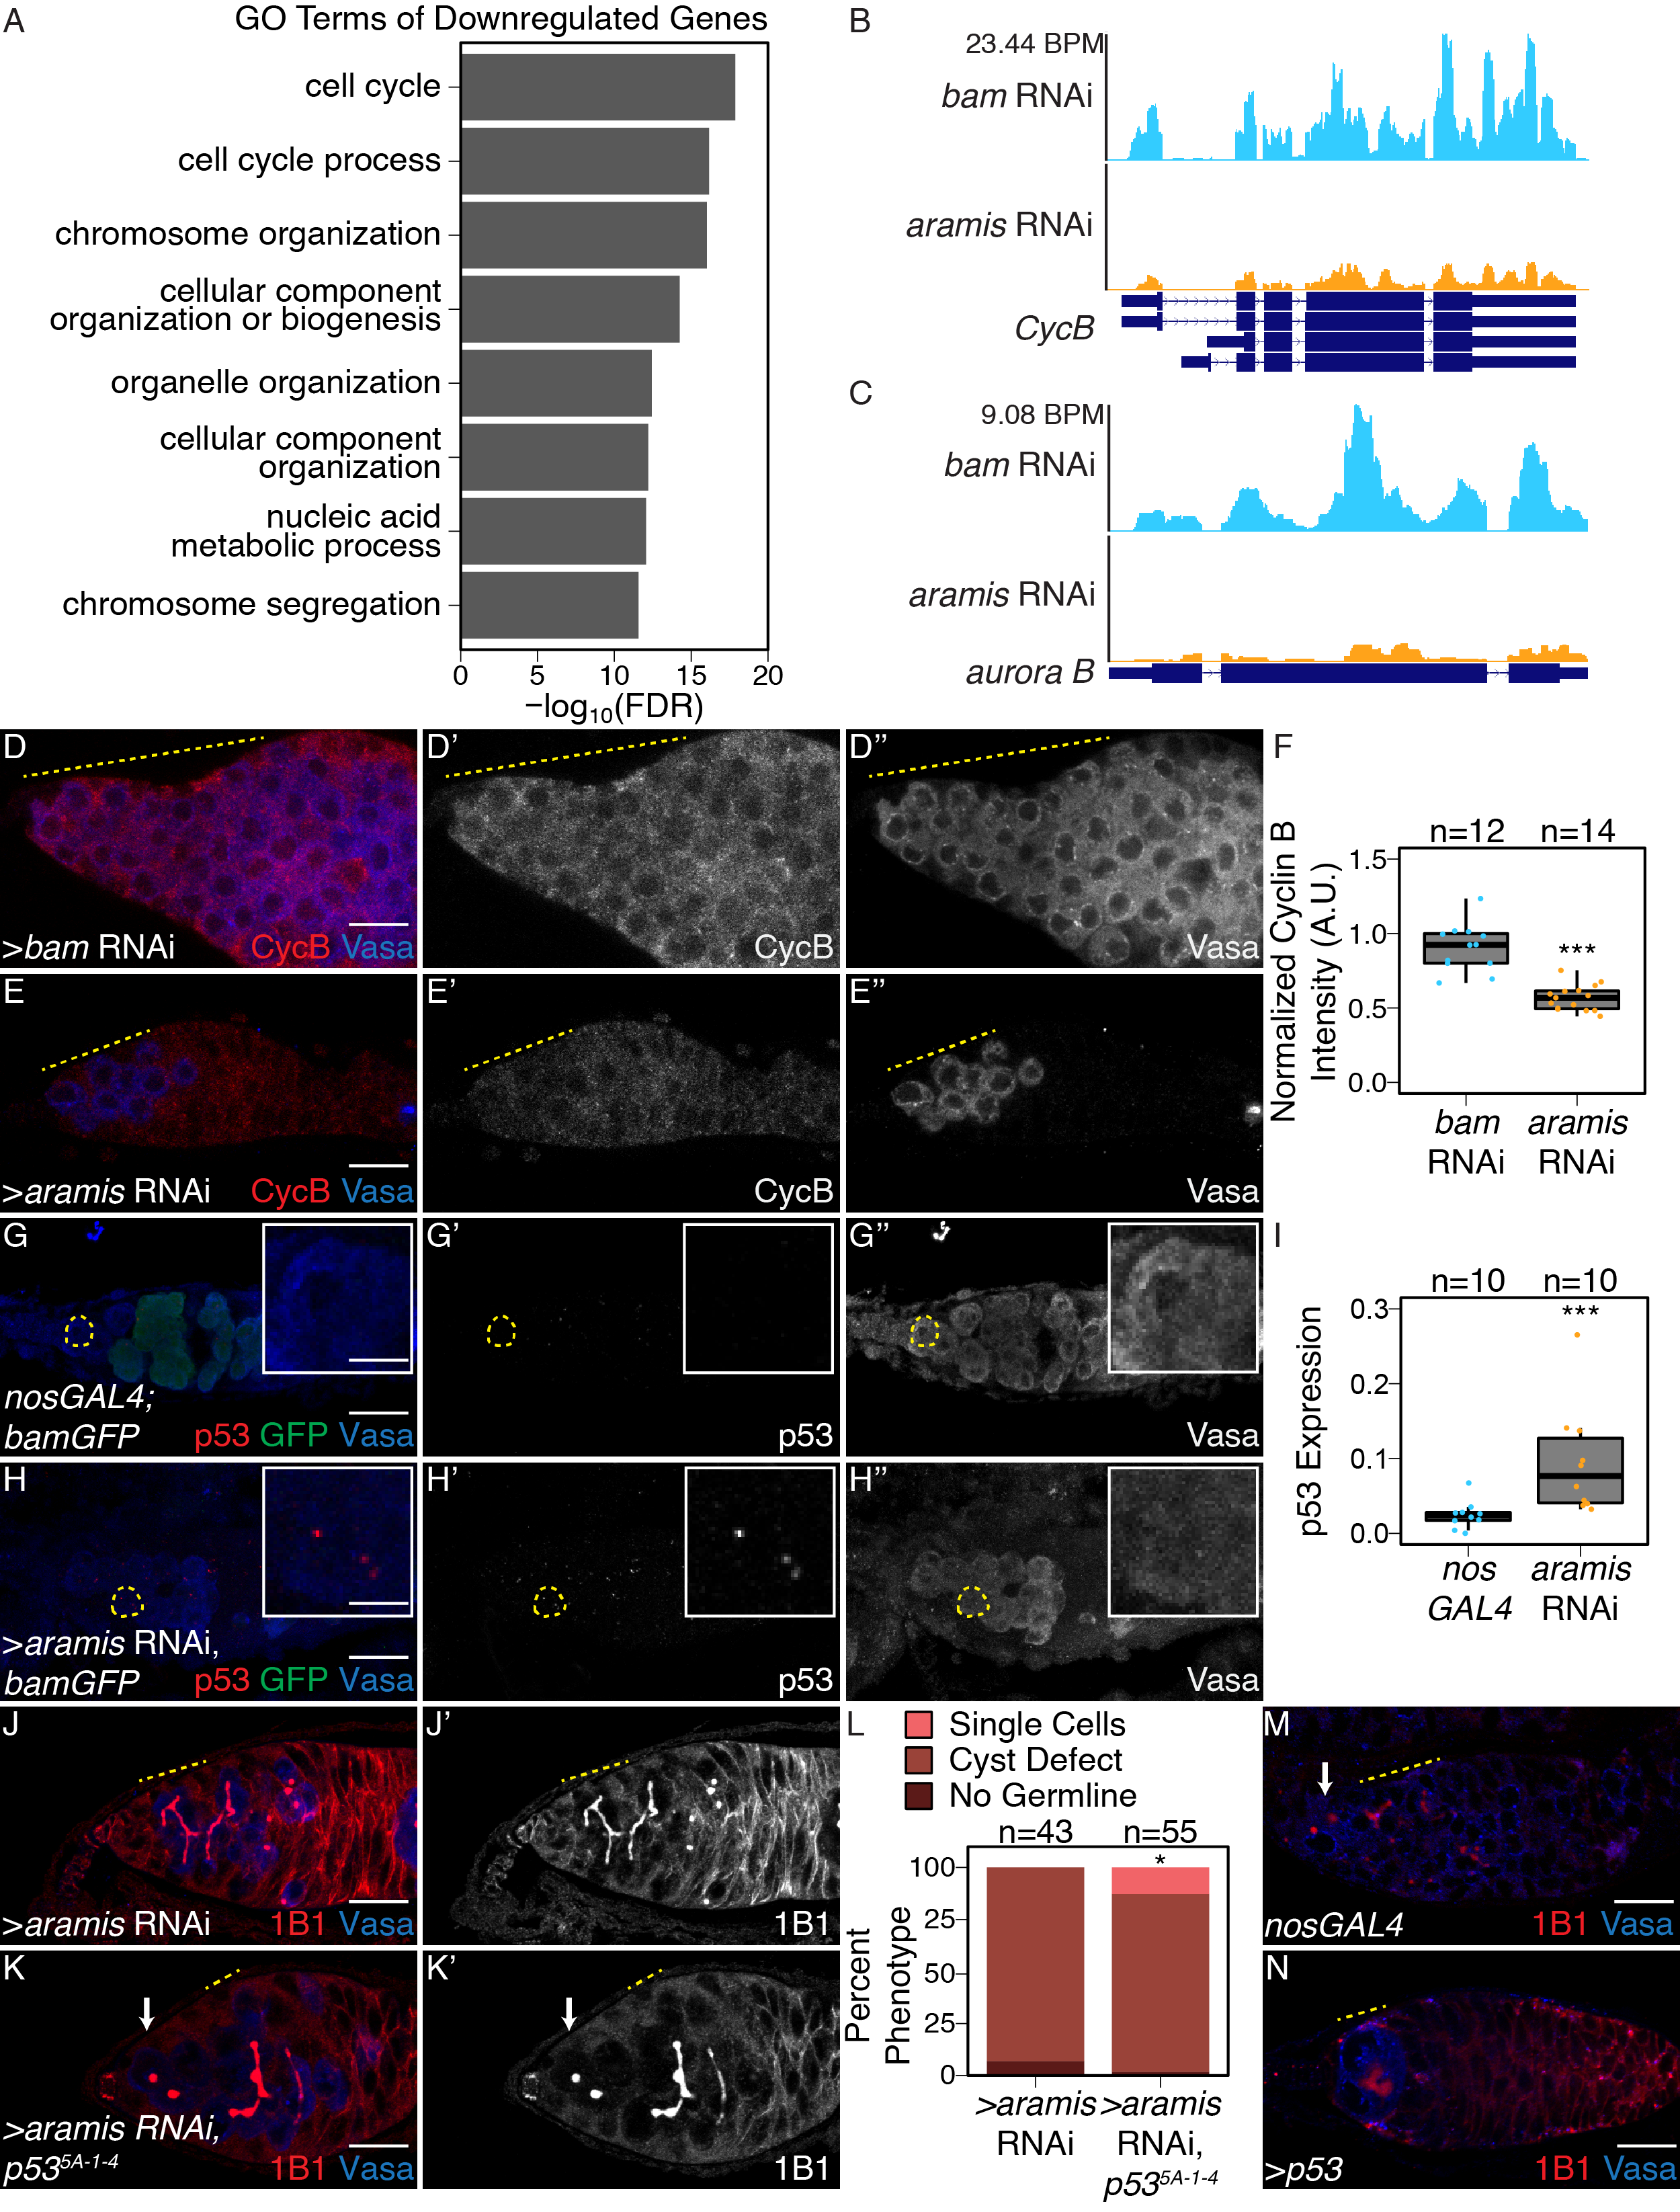 A
GO Terms of Downregulated Genes
cell cycle
cell cycle process
chromosome organization
cellular component
organization or biogenesis
organelle organization
cellular component
organization
nucleic acid
metabolic process
chromosome segregation
0 5 10 15 20
−log10(FDR)
B
23.44 BPM
bam RNAi
aramis RNAi
CycB
C
9.08 BPM
bam RNAi
aramis RNAi
aurora B
D
>bam RNAi CycB Vasa
D’
CycB
D’’
Vasa
E
>aramis RNAi CycB Vasa
E’
CycB
E’’
Vasa
F
n=12 n=14
Normalized Cyclin B
Intensity (A.U.)
1.5
1.0
0.5
0.0
***
bam
RNAi
aramis
RNAi
G
nosGAL4;
bamGFP p53 GFP Vasa
G’
p53
G’’
Vasa
H
>aramis RNAi,
bamGFP p53 GFP Vasa
H’
p53
H’’
Vasa
I
n=10 n=10
p53 Expression
0.3
0.2
0.1
0.0
***
nos
GAL4
aramis
RNAi
J
>aramis RNAi 1B1 Vasa
J’
1B1
K
>aramis RNAi,
p535A-1-4 1B1 Vasa
K’
1B1
L
Single Cells
Cyst Defect
No Germline
n=43 n=55
*
Percent
Phenotype
100
25
50
25
0
>aramis
RNAi
>aramis
RNAi,
p535A-1-4
M
nosGAL4 1B1 Vasa
N
>p53 1B1 Vasa